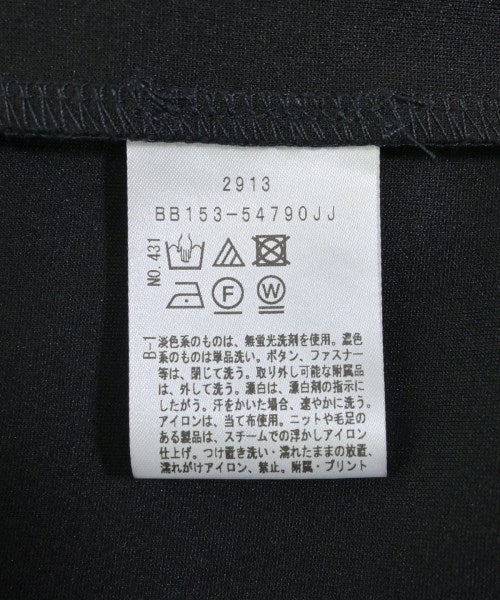 2913
BB153-54790JJ
NO. 431
F W
B-1
淡色系のものは、無蛍光洗剤を使用。濃色
系のものは単品洗い。ボタン、ファスナー
等は、閉じて洗う。取り外し可能な附属品
は、外して洗う。漂白は、漂白剤の指示に
したがう。汗をかいた場合、速やかに洗う。
アイロンは、当て布使用。ニットや毛足の
ある製品は、スチームでの浮かしアイロン
仕上げ。つけ置き洗い・濡れたままの放置、
濡れがけアイロン、禁止。附属・プリント